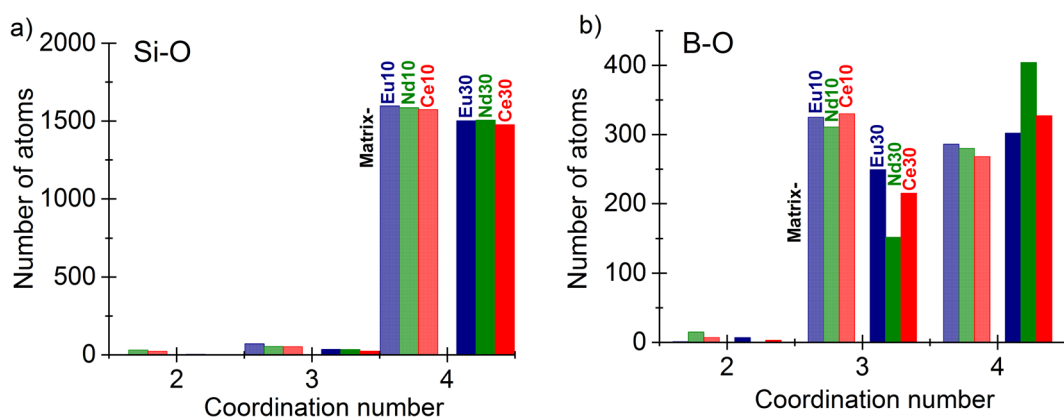 a)
Si-O
2000
1500
1000
500
0
Number of atoms
Matrix-
Eu10
Nd10
Ce10
Eu30
Nd30
Ce30
2 3 4
Coordination number
b)
B-O
400
300
200
100
0
Number of atoms
Matrix-
Eu10
Nd10
Ce10
Eu30
Nd30
Ce30
2 3 4
Coordination number